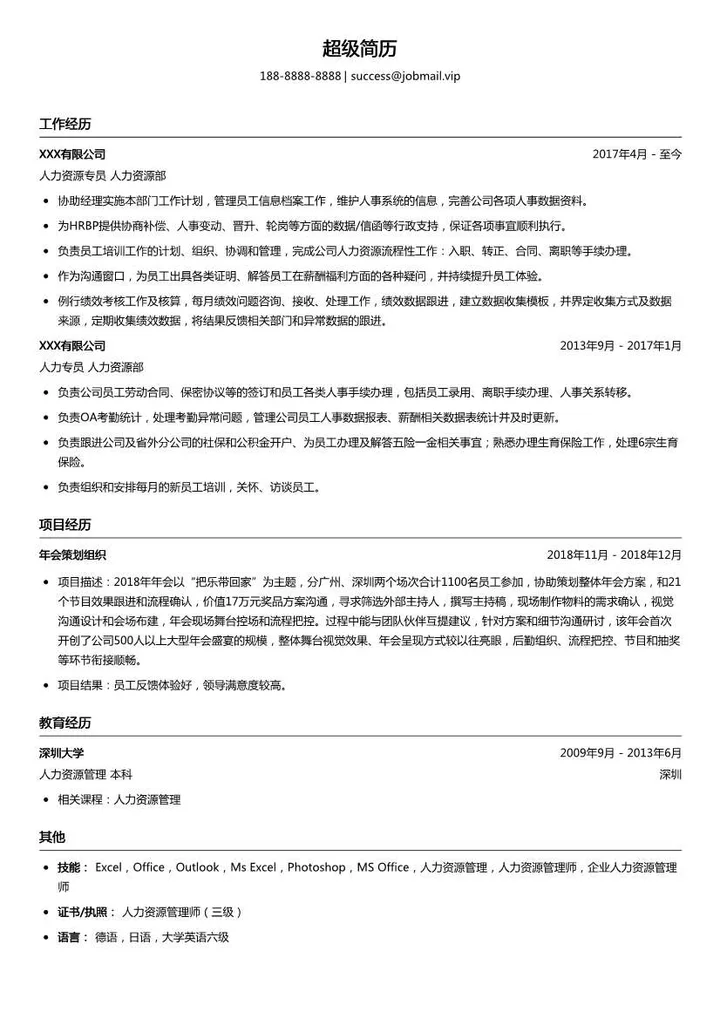 超级简历
188-8888-8888 | success@jobmail.vip
工作经历
XXX有限公司 2017年4月 - 至今
人力资源专员 人力资源部
• 协助经理实施本部门工作计划，管理员工信息档案工作，维护人事系统的信息，完善公司各项人事数据资料。
• 为HRBP提供协商补偿、人事变动、晋升、轮岗等方面的数据/信函等行政支持，保证各项事宜顺利执行。
• 负责员工培训工作的计划、组织、协调和管理，完成公司人力资源流程性工作：入职、转正、合同、离职等手续办理。
• 作为沟通窗口，为员工出具各类证明、解答员工在薪酬福利方面的各种疑问，并持续提升员工体验。
• 例行绩效考核工作及核算，每月绩效问题咨询、接收、处理工作，绩效数据跟进，建立数据收集模板，并界定收集方式及数据
来源，定期收集绩效数据，将结果反馈相关部门和异常数据的跟进。
XXX有限公司 2013年9月 - 2017年1月
人力专员 人力资源部
• 负责公司员工劳动合同、保密协议等的签订和员工各类人事手续办理，包括员工录用、离职手续办理、人事关系转移。
• 负责OA考勤统计，处理考勤异常问题，管理公司员工人事数据报表、薪酬相关数据表统计并及时更新。
• 负责跟进公司及省外分公司的社保和公积金开户、为员工办理及解答五险一金相关事宜；熟悉办理生育保险工作，处理6宗生育
保险。
• 负责组织和安排每月的新员工培训，关怀、访谈员工。
项目经历
年会策划组织 2018年11月 - 2018年12月
• 项目描述：2018年年会以“把乐带回家”为主题，分广州、深圳两个场次合计1100名员工参加，协助策划整体年会方案，和21
个节目效果跟进和流程确认，价值17万元奖品方案沟通，寻求筛选外部主持人，撰写主持稿，现场制作物料的需求确认，视觉
沟通设计和会场布建，年会现场舞台控场和流程把控。过程中能与团队伙伴互提建议，针对方案和细节沟通研讨，该年会首次
开创了公司500人以上大型年会盛宴的规模，整体舞台视觉效果、年会呈现方式较以往亮眼，后勤组织、流程把控、节目和抽奖
等环节衔接顺畅。
• 项目结果：员工反馈体验好，领导满意度较高。
教育经历
深圳大学 2009年9月 - 2013年6月
人力资源管理 本科 深圳
• 相关课程：人力资源管理
其他
• 技能： Excel，Office，Outlook，Ms Excel，Photoshop，MS Office，人力资源管理，人力资源管理师，企业人力资源管理
师
• 证书/执照： 人力资源管理师（三级）
• 语言： 德语，日语，大学英语六级